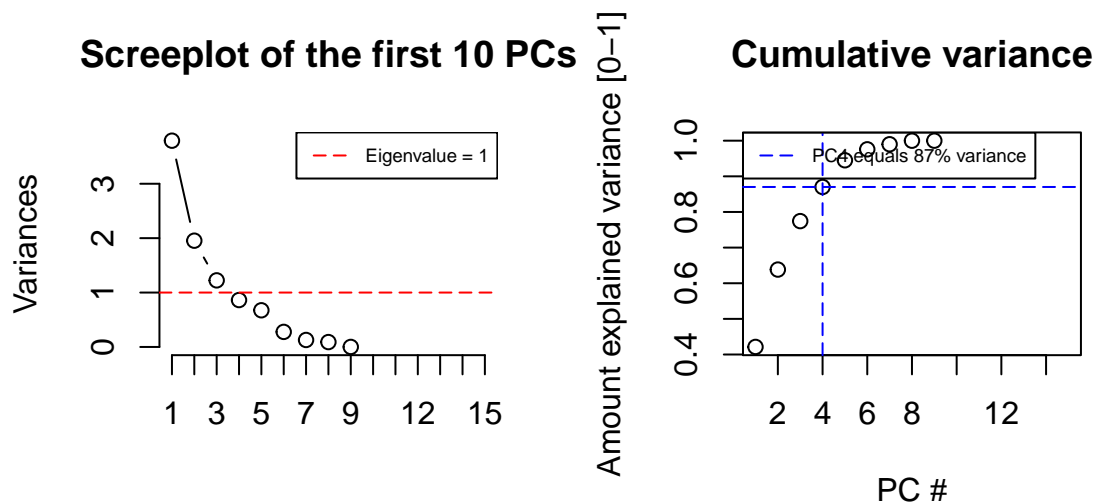 Screeplot of the first 10 PCs
Variances
0
1
2
3
Eigenvalue = 1
1 3 5 7 9 12 15
Cumulative variance
Amount explained variance [0−1]
0.4
0.6
0.8
1.0
PC4 equals 87% variance
2 4 6 8 12
PC #